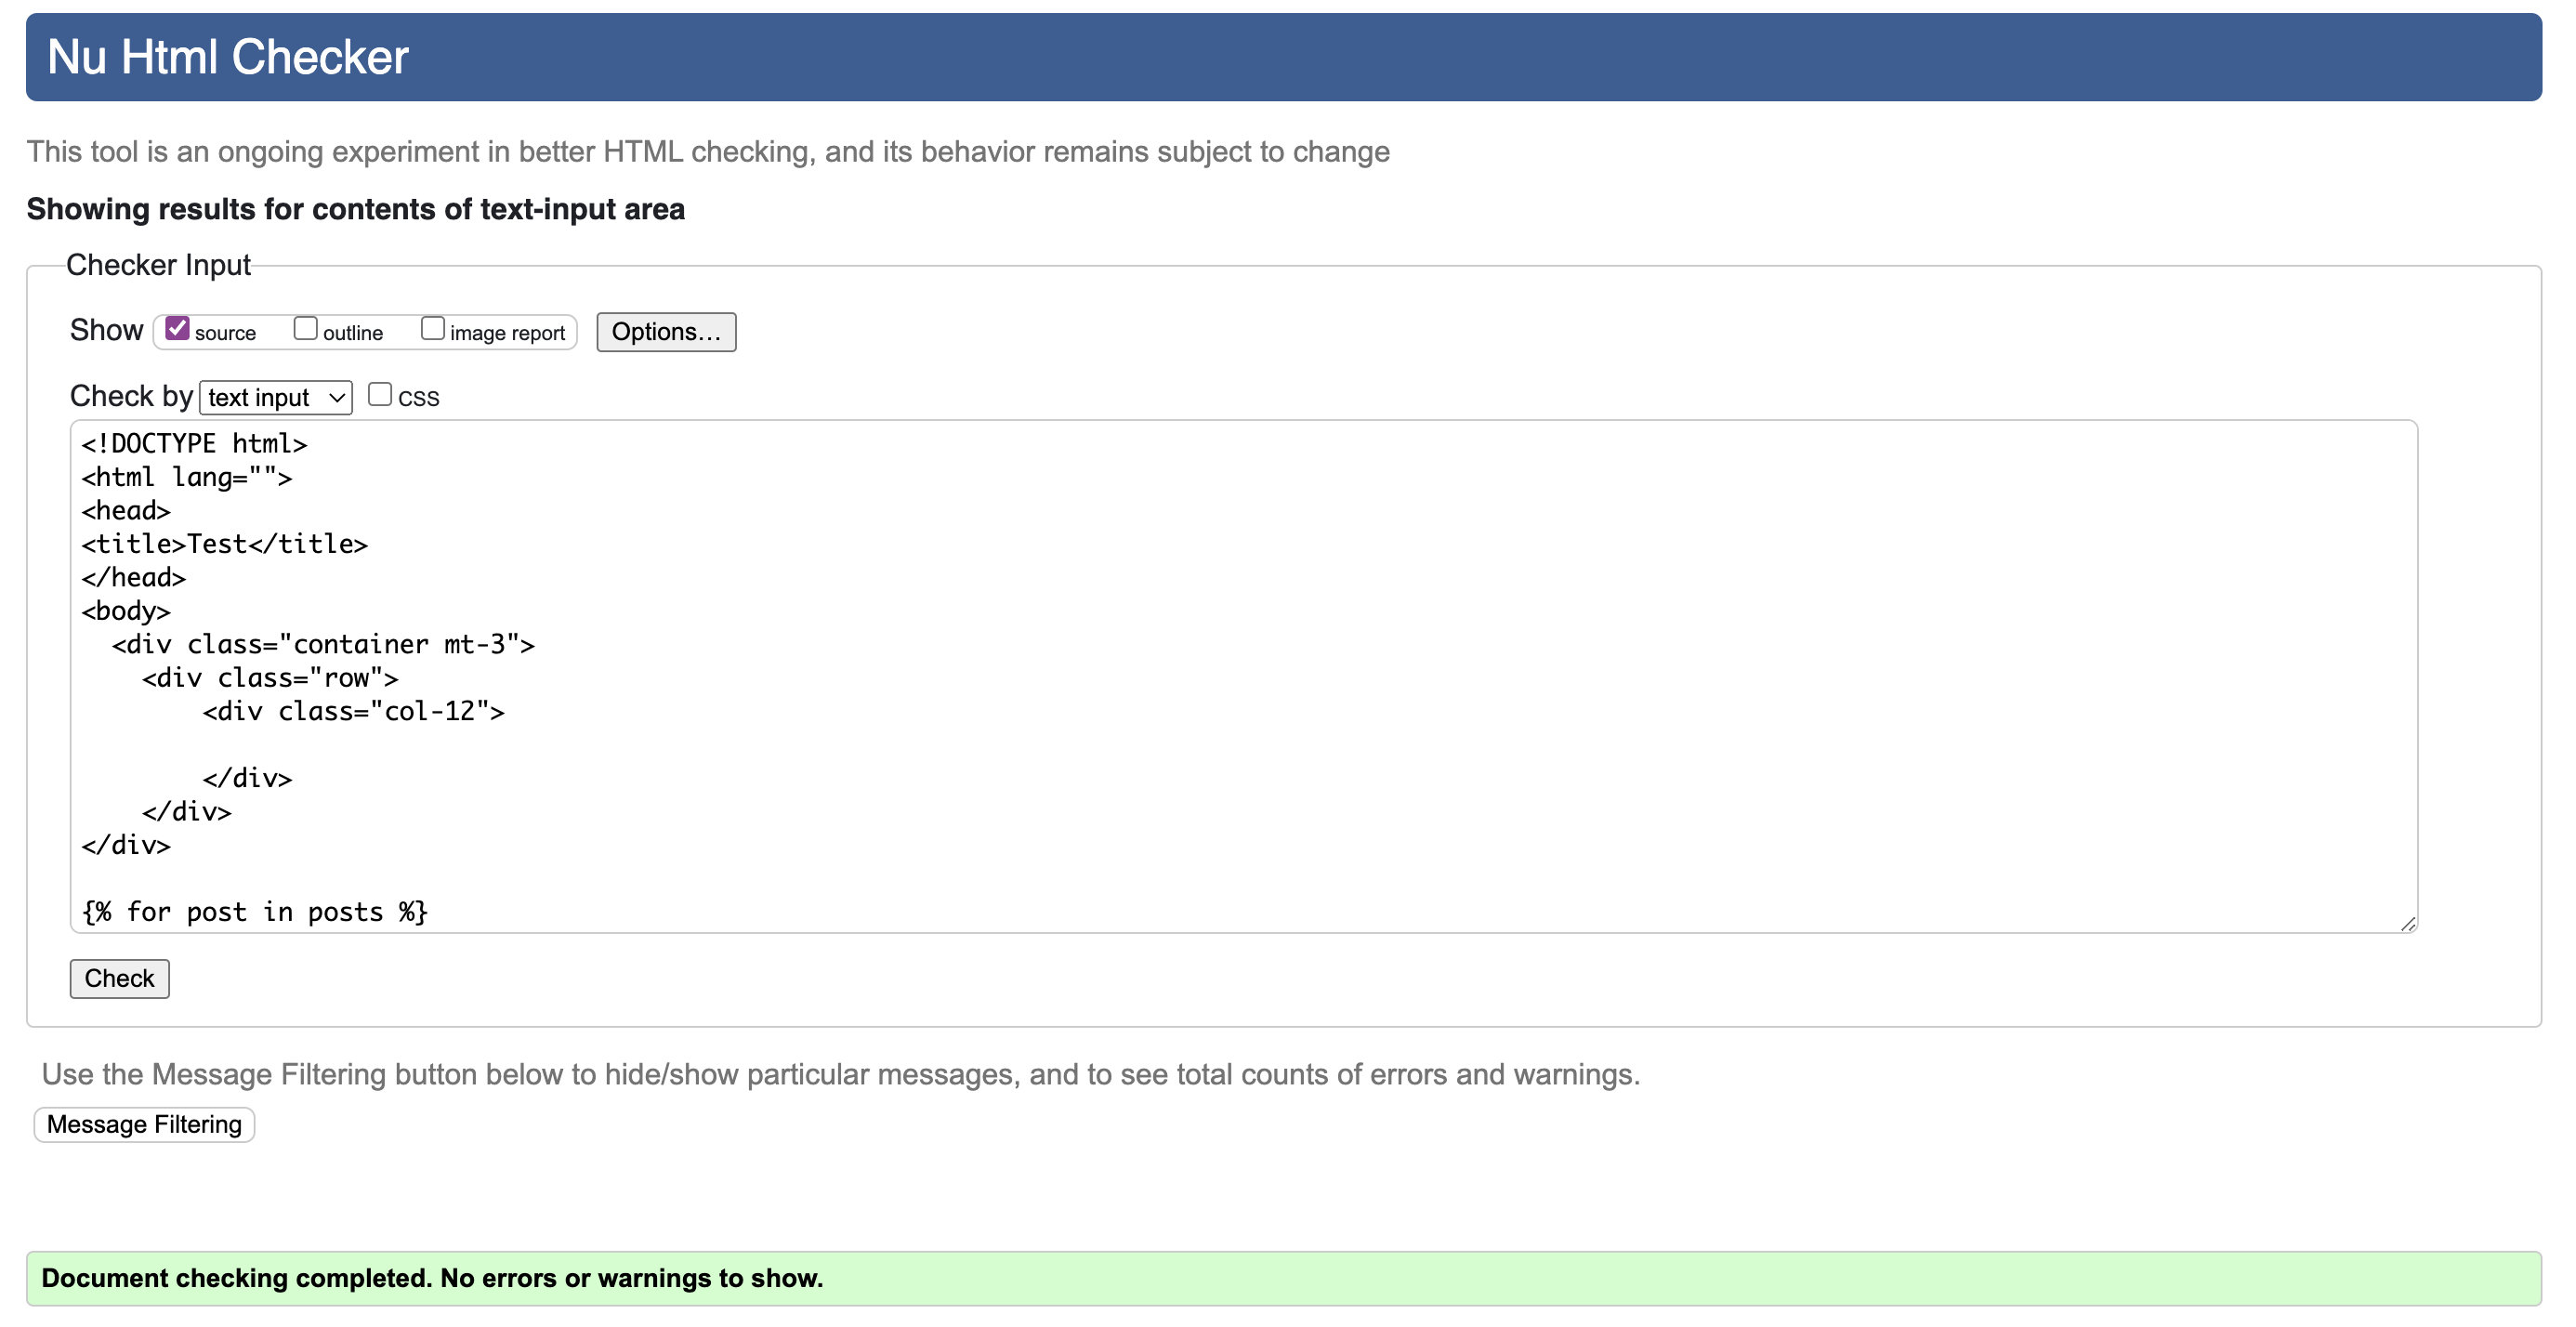 Nu Html Checker
This tool is an ongoing experiment in better HTML checking, and its behavior remains subject to change
Showing results for contents of text-input area
Checker Input
Show source outline image report Options...
Check by text input CSS
<!DOCTYPE html>
<html lang="">
<head>
<title>Test</title>
</head>
<body>
  <div class="container mt-3">
    <div class="row">
        <div class="col-12">
        </div>
    </div>
</div>
{% for post in posts %}
Check
Use the Message Filtering button below to hide/show particular messages, and to see total counts of errors and warnings.
Message Filtering
Document checking completed. No errors or warnings to show.